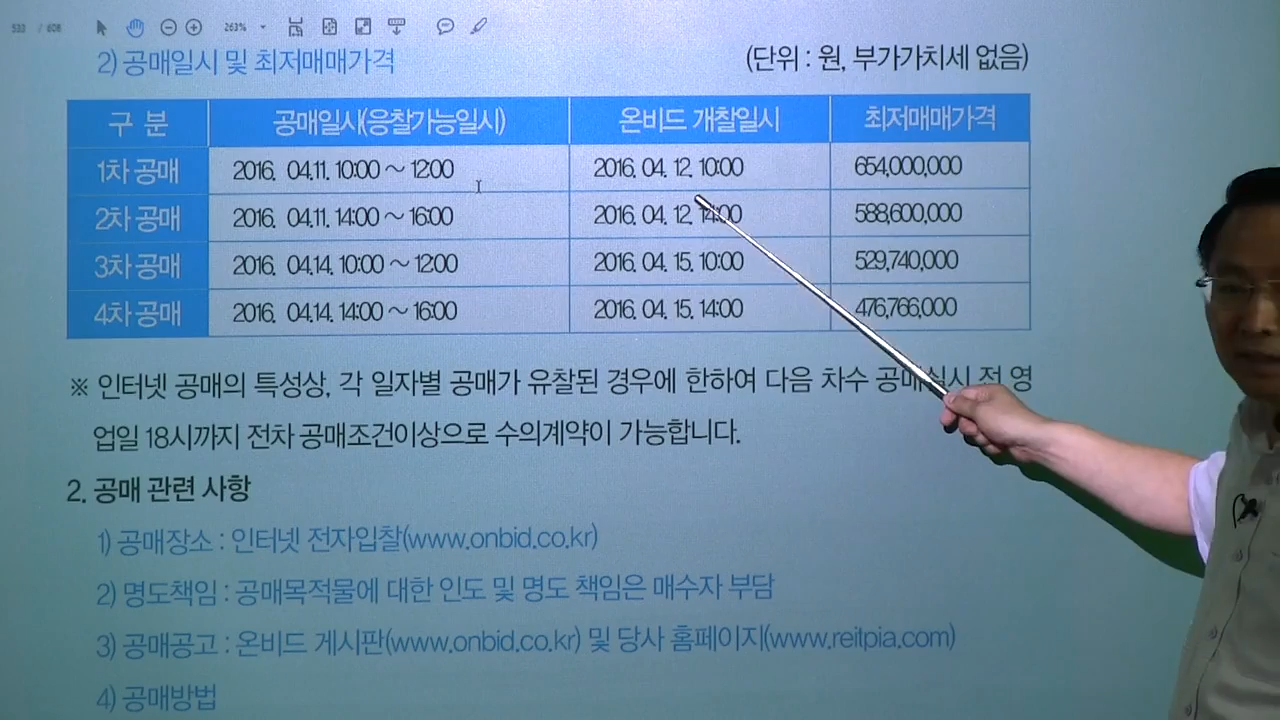 533 / 608 263%
2) 공매일시 및 최저매매가격 (단위 : 원, 부가가치세 없음)
구 분 공매일시(응찰가능일시) 온비드 개찰일시 최저매매가격
1차 공매 2016. 04.11. 10:00 ~ 12:00 2016. 04. 12. 10:00 654,000,000
2차 공매 2016. 04.11. 14:00 ~ 16:00 2016. 04. 12. 14:00 588,600,000
3차 공매 2016. 04.14. 10:00 ~ 12:00 2016. 04. 15. 10:00 529,740,000
4차 공매 2016. 04.14. 14:00 ~ 16:00 2016. 04. 15. 14:00 476,766,000
※ 인터넷 공매의 특성상, 각 일자별 공매가 유찰된 경우에 한하여 다음 차수 공매실시 전 영
업일 18시까지 전차 공매조건이상으로 수의계약이 가능합니다.
2. 공매 관련 사항
1) 공매장소 : 인터넷 전자입찰(www.onbid.co.kr)
2) 명도책임 : 공매목적물에 대한 인도 및 명도 책임은 매수자 부담
3) 공매공고 : 온비드 게시판(www.onbid.co.kr) 및 당사 홈페이지(www.reitpia.com)
4) 공매방법